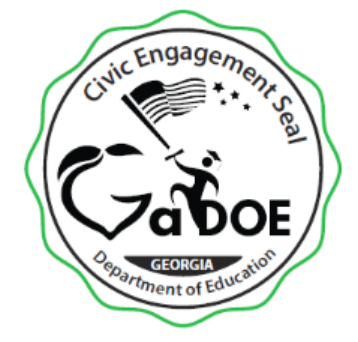 Civic Engagement Seal
GaDOE
GEORGIA
Department of Education